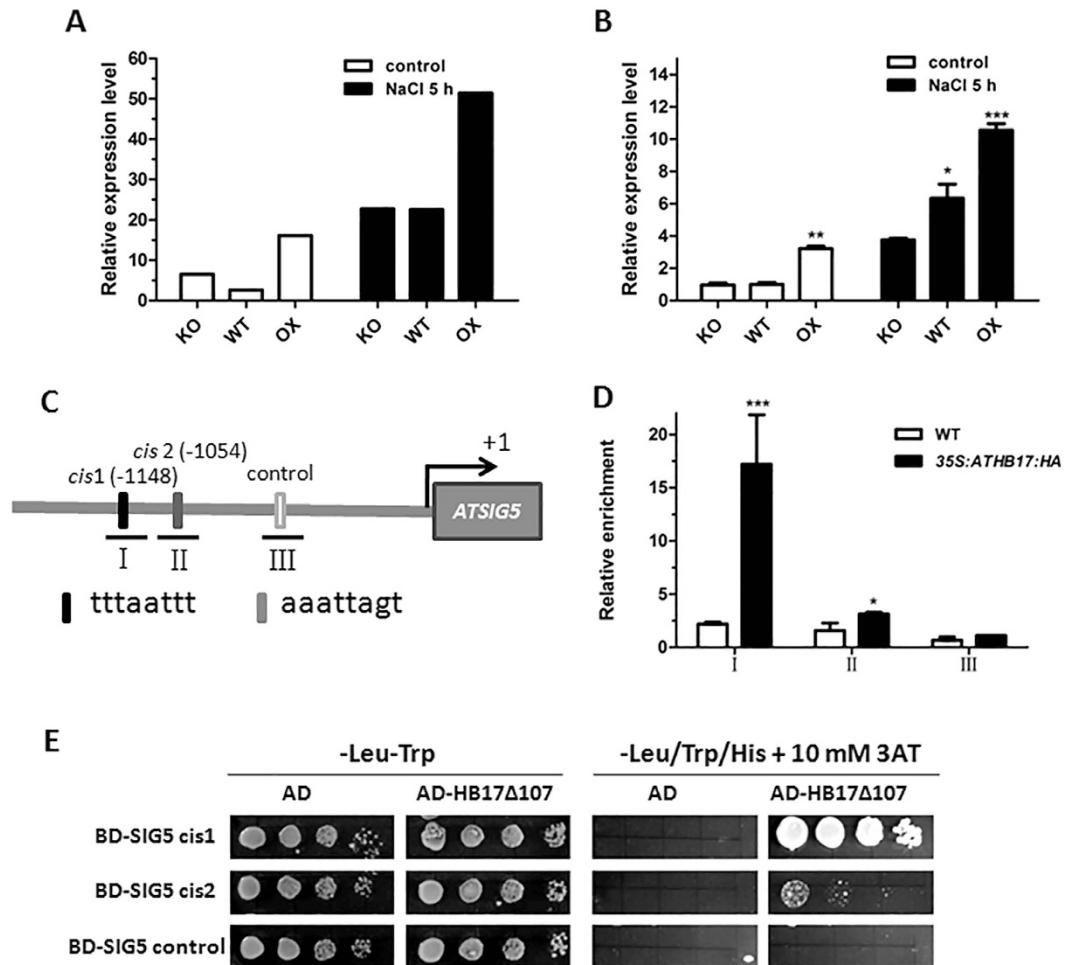 A
Relative expression level
60
50
40
30
20
10
0
control
NaCl 5 h
KO WT OX KO WT OX
B
Relative expression level
14
12
10
8
6
4
2
0
control
NaCl 5 h
** * ***
KO WT OX KO WT OX
C
cis1 (-1148)
cis 2 (-1054)
control
+1
ATSIG5
I II III
tttaattt aaattagt
D
Relative enrichment
20
15
10
5
0
WT
35S:ATHB17:HA
*** *
I II III
E
-Leu-Trp -Leu/Trp/His + 10 mM 3AT
AD AD-HB17Δ107 AD AD-HB17Δ107
BD-SIG5 cis1
BD-SIG5 cis2
BD-SIG5 control